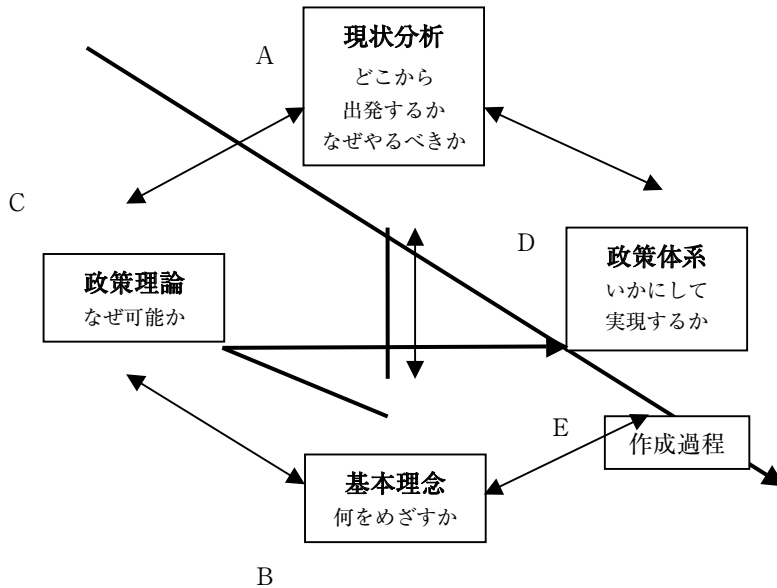 A
現状分析
どこから
出発するか
なぜやるべきか
C
政策理論
なぜ可能か
D
政策体系
いかにして
実現するか
E
作成過程
基本理念
何をめざすか
B